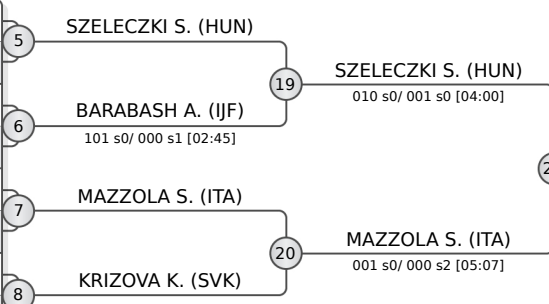 SZELECZKI S. (HUN)
5
19
SZELECZKI S. (HUN)
010 s0/ 001 s0 [04:00]
BARABASH A. (IJF)
6
101 s0/ 000 s1 [02:45]
MAZZOLA S. (ITA)
7
20
MAZZOLA S. (ITA)
001 s0/ 000 s2 [05:07]
KRIZOVA K. (SVK)
8